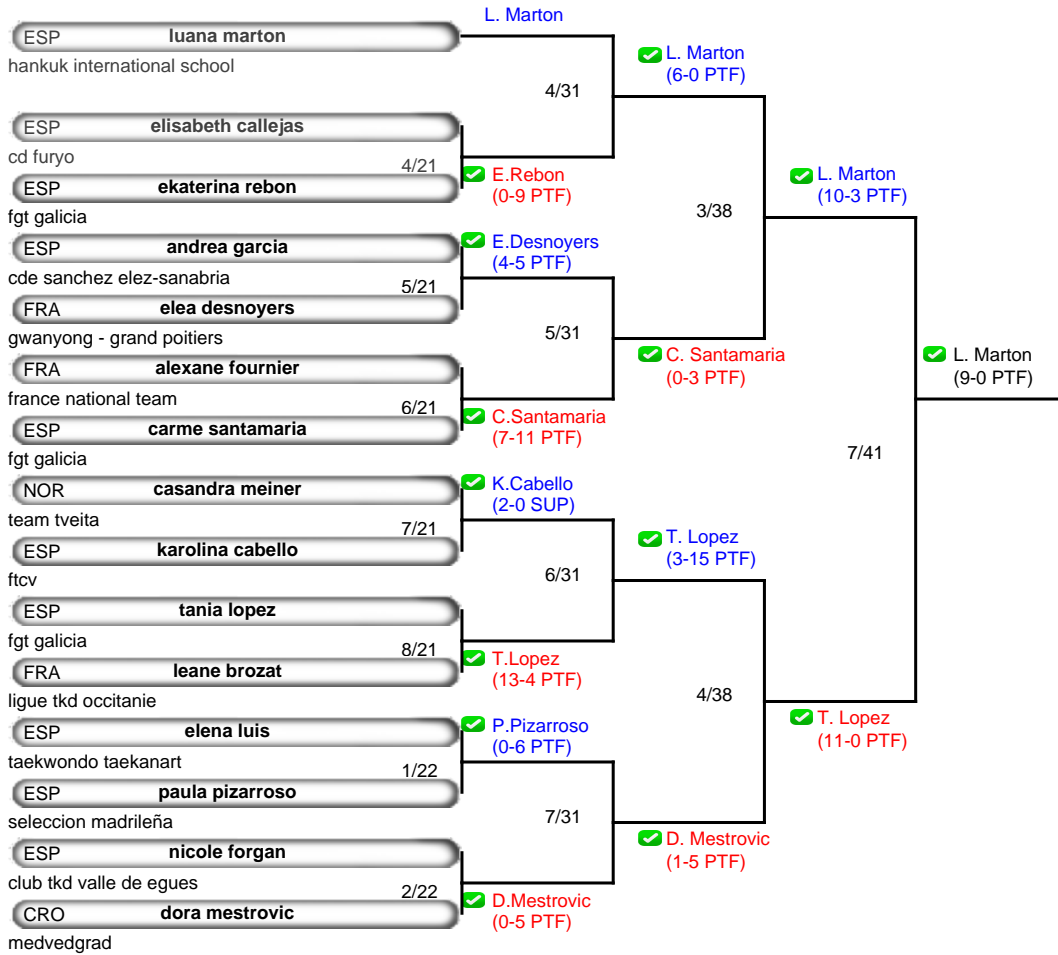 L. Marton
ESP luana marton
hankuk international school
L. Marton
(6-0 PTF)
4/31
ESP elisabeth callejas
cd furyo
4/21
ESP ekaterina rebon
E.Rebon
(0-9 PTF)
L. Marton
(10-3 PTF)
fgt galicia
3/38
ESP andrea garcia
E.Desnoyers
(4-5 PTF)
cde sanchez elez-sanabria
5/21
FRA elea desnoyers
gwanyong - grand poitiers
5/31
FRA alexane fournier
C. Santamaria
(0-3 PTF)
L. Marton
(9-0 PTF)
france national team
6/21
ESP carme santamaria
C.Santamaria
(7-11 PTF)
fgt galicia
7/41
NOR casandra meiner
K.Cabello
(2-0 SUP)
team tveita
7/21
ESP karolina cabello
T. Lopez
(3-15 PTF)
ftcv
6/31
ESP tania lopez
fgt galicia
8/21
FRA leane brozat
T.Lopez
(13-4 PTF)
ligue tkd occitanie
4/38
ESP elena luis
P.Pizarroso
(0-6 PTF)
T. Lopez
(11-0 PTF)
taekwondo taekanart
1/22
ESP paula pizarroso
seleccion madrileña
7/31
ESP nicole forgan
D. Mestrovic
(1-5 PTF)
club tkd valle de egues
2/22
CRO dora mestrovic
D.Mestrovic
(0-5 PTF)
medvedgrad